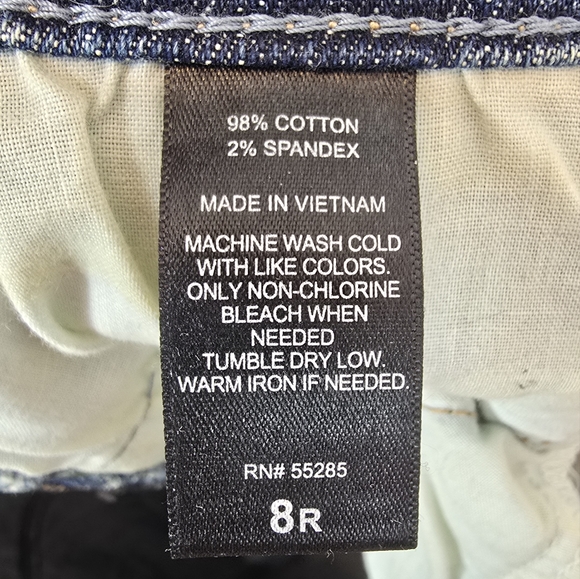 98% COTTON
2% SPANDEX
MADE IN VIETNAM
MACHINE WASH COLD
WITH LIKE COLORS.
ONLY NON-CHLORINE
BLEACH WHEN
NEEDED
TUMBLE DRY LOW.
WARM IRON IF NEEDED.
RN# 55285
8R